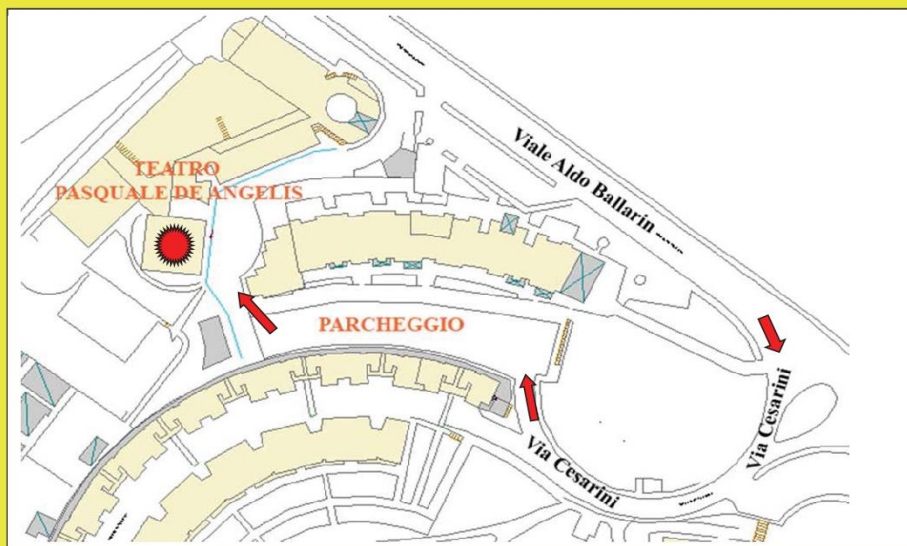 Viale Aldo Ballarin
TEATRO
PASQUALE DE ANGELIS
PARCHEGGIO
Via Cesarini
Via Cesarini